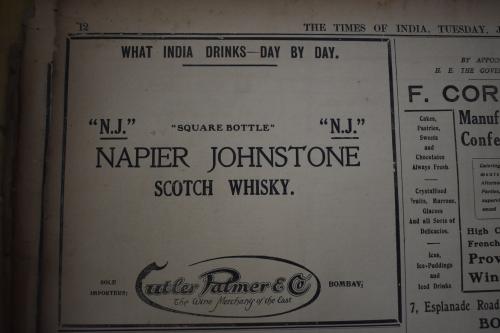 12
THE TIMES OF INDIA, TUESDAY,
WHAT INDIA DRINKS—DAY BY DAY.
"N.J." "SQUARE BOTTLE" "N.J."
NAPIER JOHNSTONE
SCOTCH WHISKY.
SOLE IMPORTERS;
Cutler Palmer & Co
The Wine Merchants of the East
BOMBAY;
BY APPOI
H. E. THE GOVE
F. COR
Cakes,
Pastries,
Sweets
and
Chocolates
Always Fresh
Crystallised
Fruits, Marrons,
Glaces
And all Sorts of
Delicacies.
Ices,
Ice-Puddings
and
Iced Drinks
Manuf
Confe
High C
French
Prov
Win
7, Esplanade Road
BO